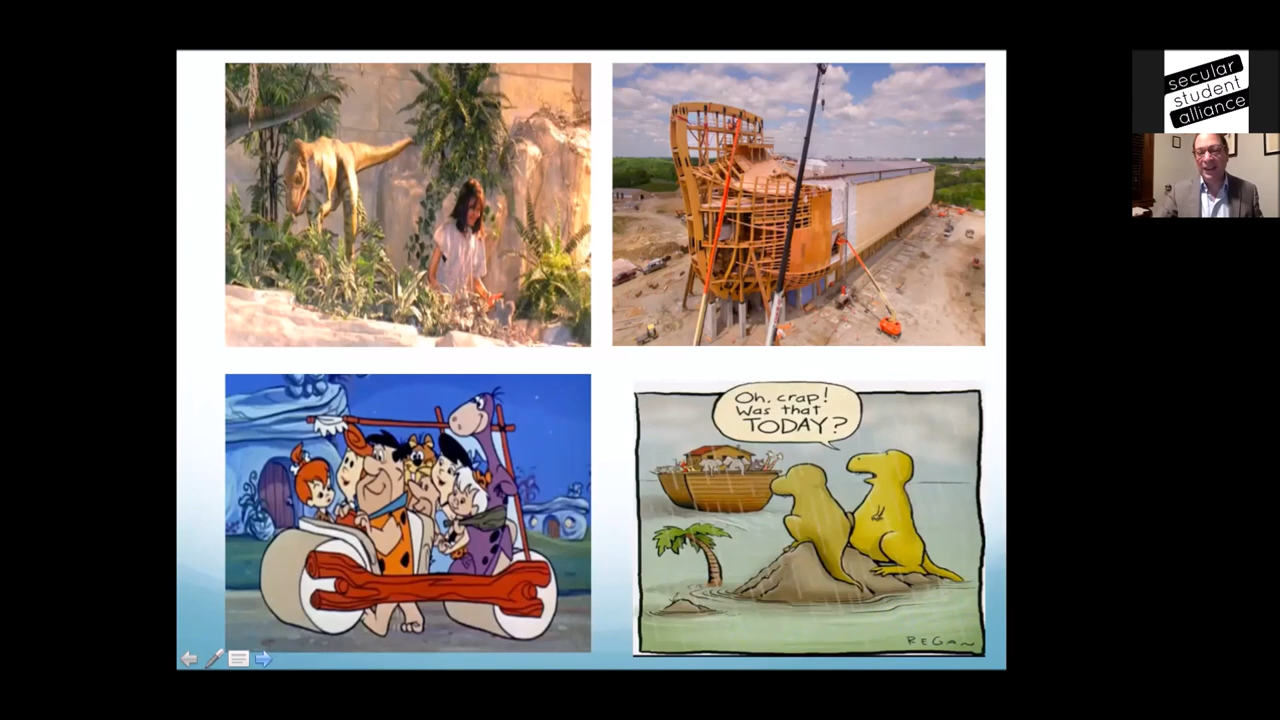 secular
student
alliance
Oh, crap!
Was that
TODAY?
REGAN